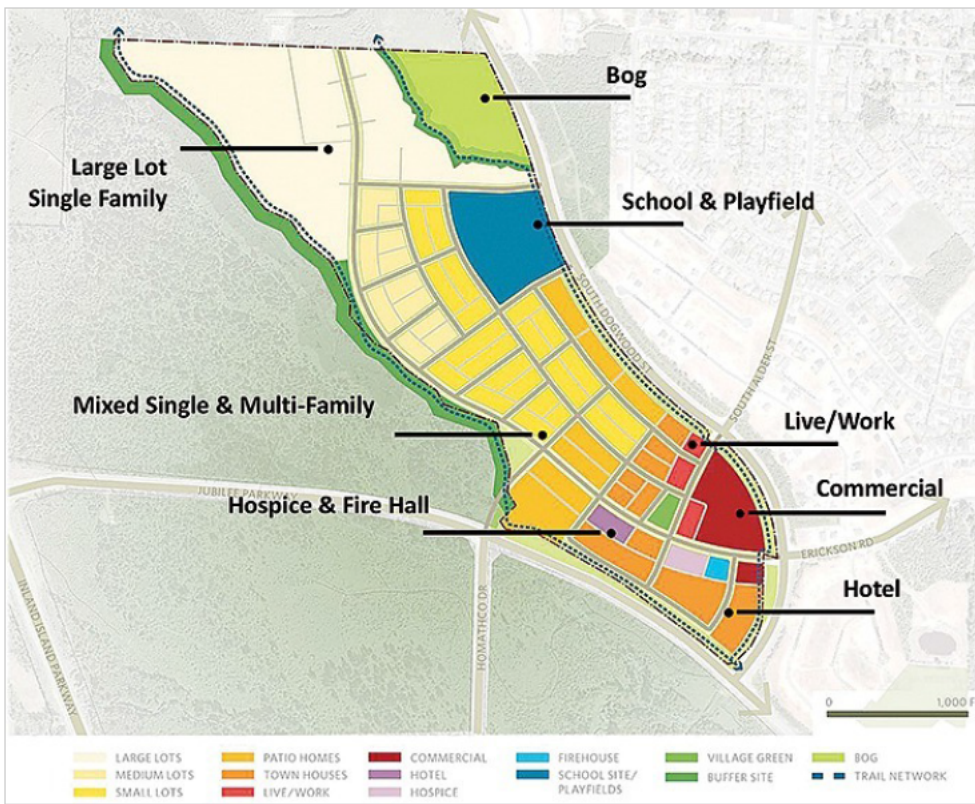 Bog
Large Lot
Single Family
School & Playfield
SOUTH DOGWOOD ST
SOUTH ALDER ST
Mixed Single & Multi-Family
Live/Work
JUBILEE PARKWAY
Hospice & Fire Hall
Commercial
ERICKSON RD
Hotel
INLAND ISLAND PARKWAY
HOMATHCO DR
0 1,000 F
LARGE LOTS PATIO HOMES COMMERCIAL FIREHOUSE VILLAGE GREEN BOG
MEDIUM LOTS TOWN HOUSES HOTEL SCHOOL SITE/ BUFFER SITE TRAIL NETWORK
SMALL LOTS LIVE/WORK HOSPICE PLAYFIELDS